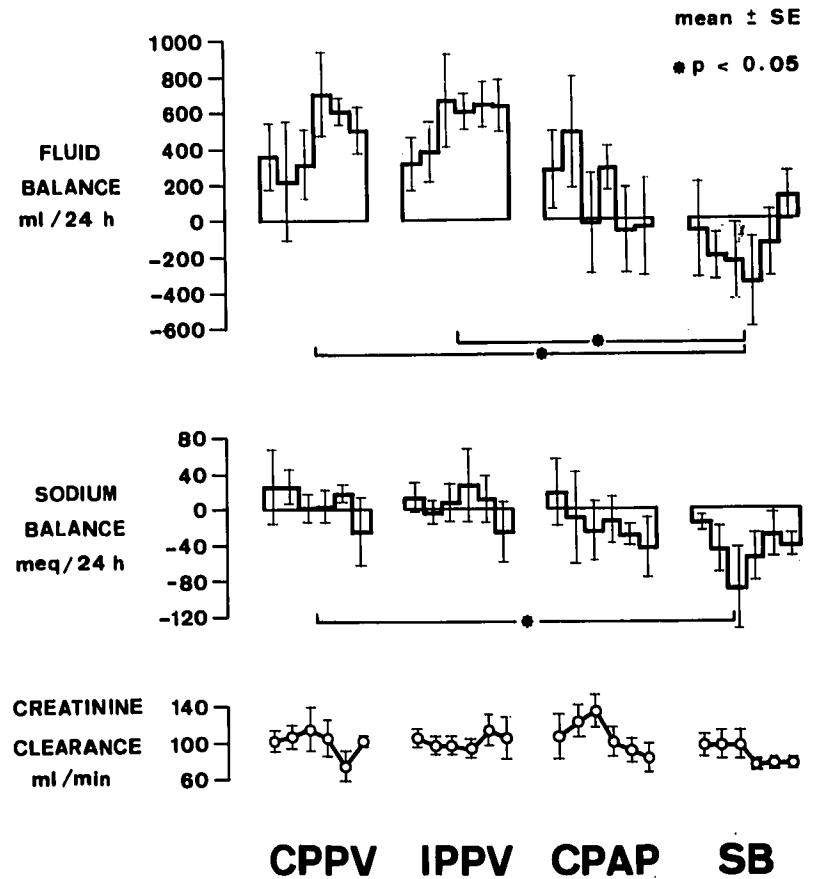 mean ± SE
* p < 0.05
1000
800
600
400
200
0
-200
-400
-600
FLUID
BALANCE
ml/24 h
*
*
80
40
0
-40
-80
-120
SODIUM
BALANCE
meq/24 h
*
CREATININE
CLEARANCE
ml/min
140
100
60
CPPV IPPV CPAP SB